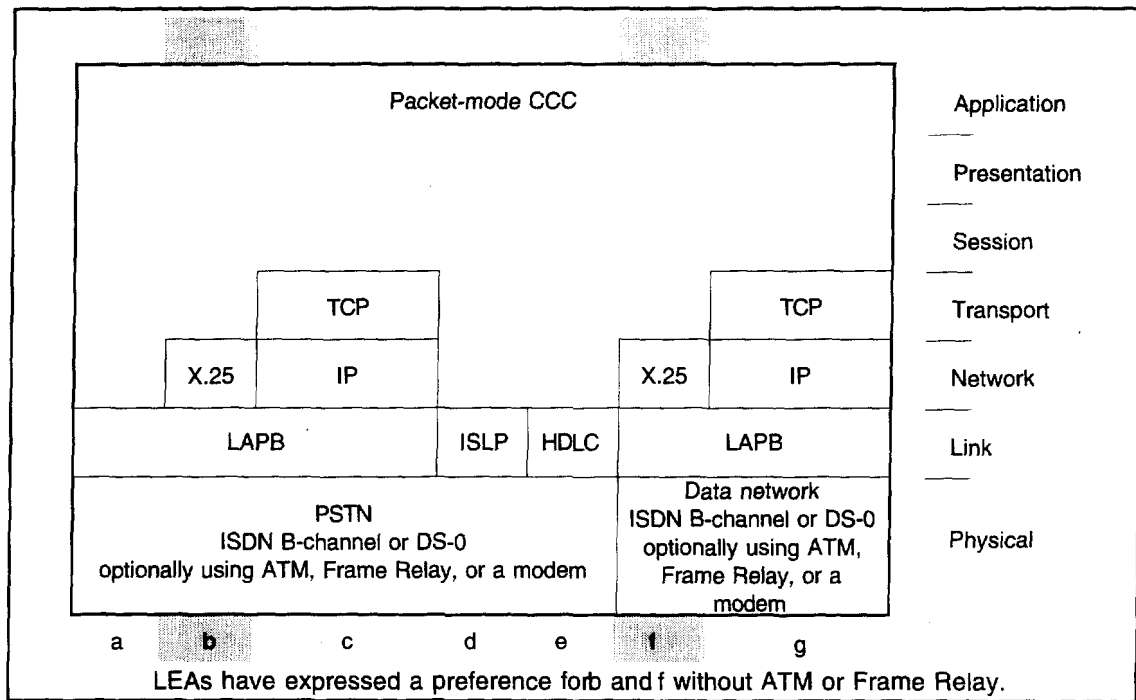 Packet-mode CCC
Application
Presentation
Session
TCP
TCP
Transport
X.25
IP
X.25
IP
Network
LAPB
ISLP
HDLC
LAPB
Link
PSTN
ISDN B-channel or DS-0
optionally using ATM, Frame Relay, or a modem
Data network
ISDN B-channel or DS-0
optionally using ATM,
Frame Relay, or a
modem
Physical
a b c d e f g
LEAs have expressed a preference forb and f without ATM or Frame Relay.